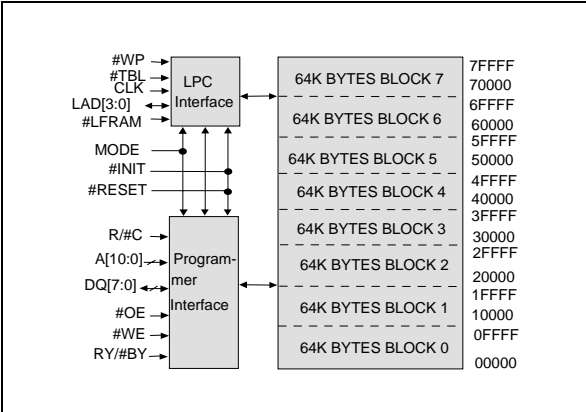 #WP
#TBL
CLK
LAD[3:0]
#LFRAM
MODE
#INIT
#RESET
R/#C
A[10:0]
DQ[7:0]
#OE
#WE
RY/#BY
LPC
Interface
Program-
mer
Interface
64K BYTES BLOCK 7
64K BYTES BLOCK 6
64K BYTES BLOCK 5
64K BYTES BLOCK 4
64K BYTES BLOCK 3
64K BYTES BLOCK 2
64K BYTES BLOCK 1
64K BYTES BLOCK 0
7FFFF
70000
6FFFF
60000
5FFFF
50000
4FFFF
40000
3FFFF
30000
2FFFF
20000
1FFFF
10000
0FFFF
00000